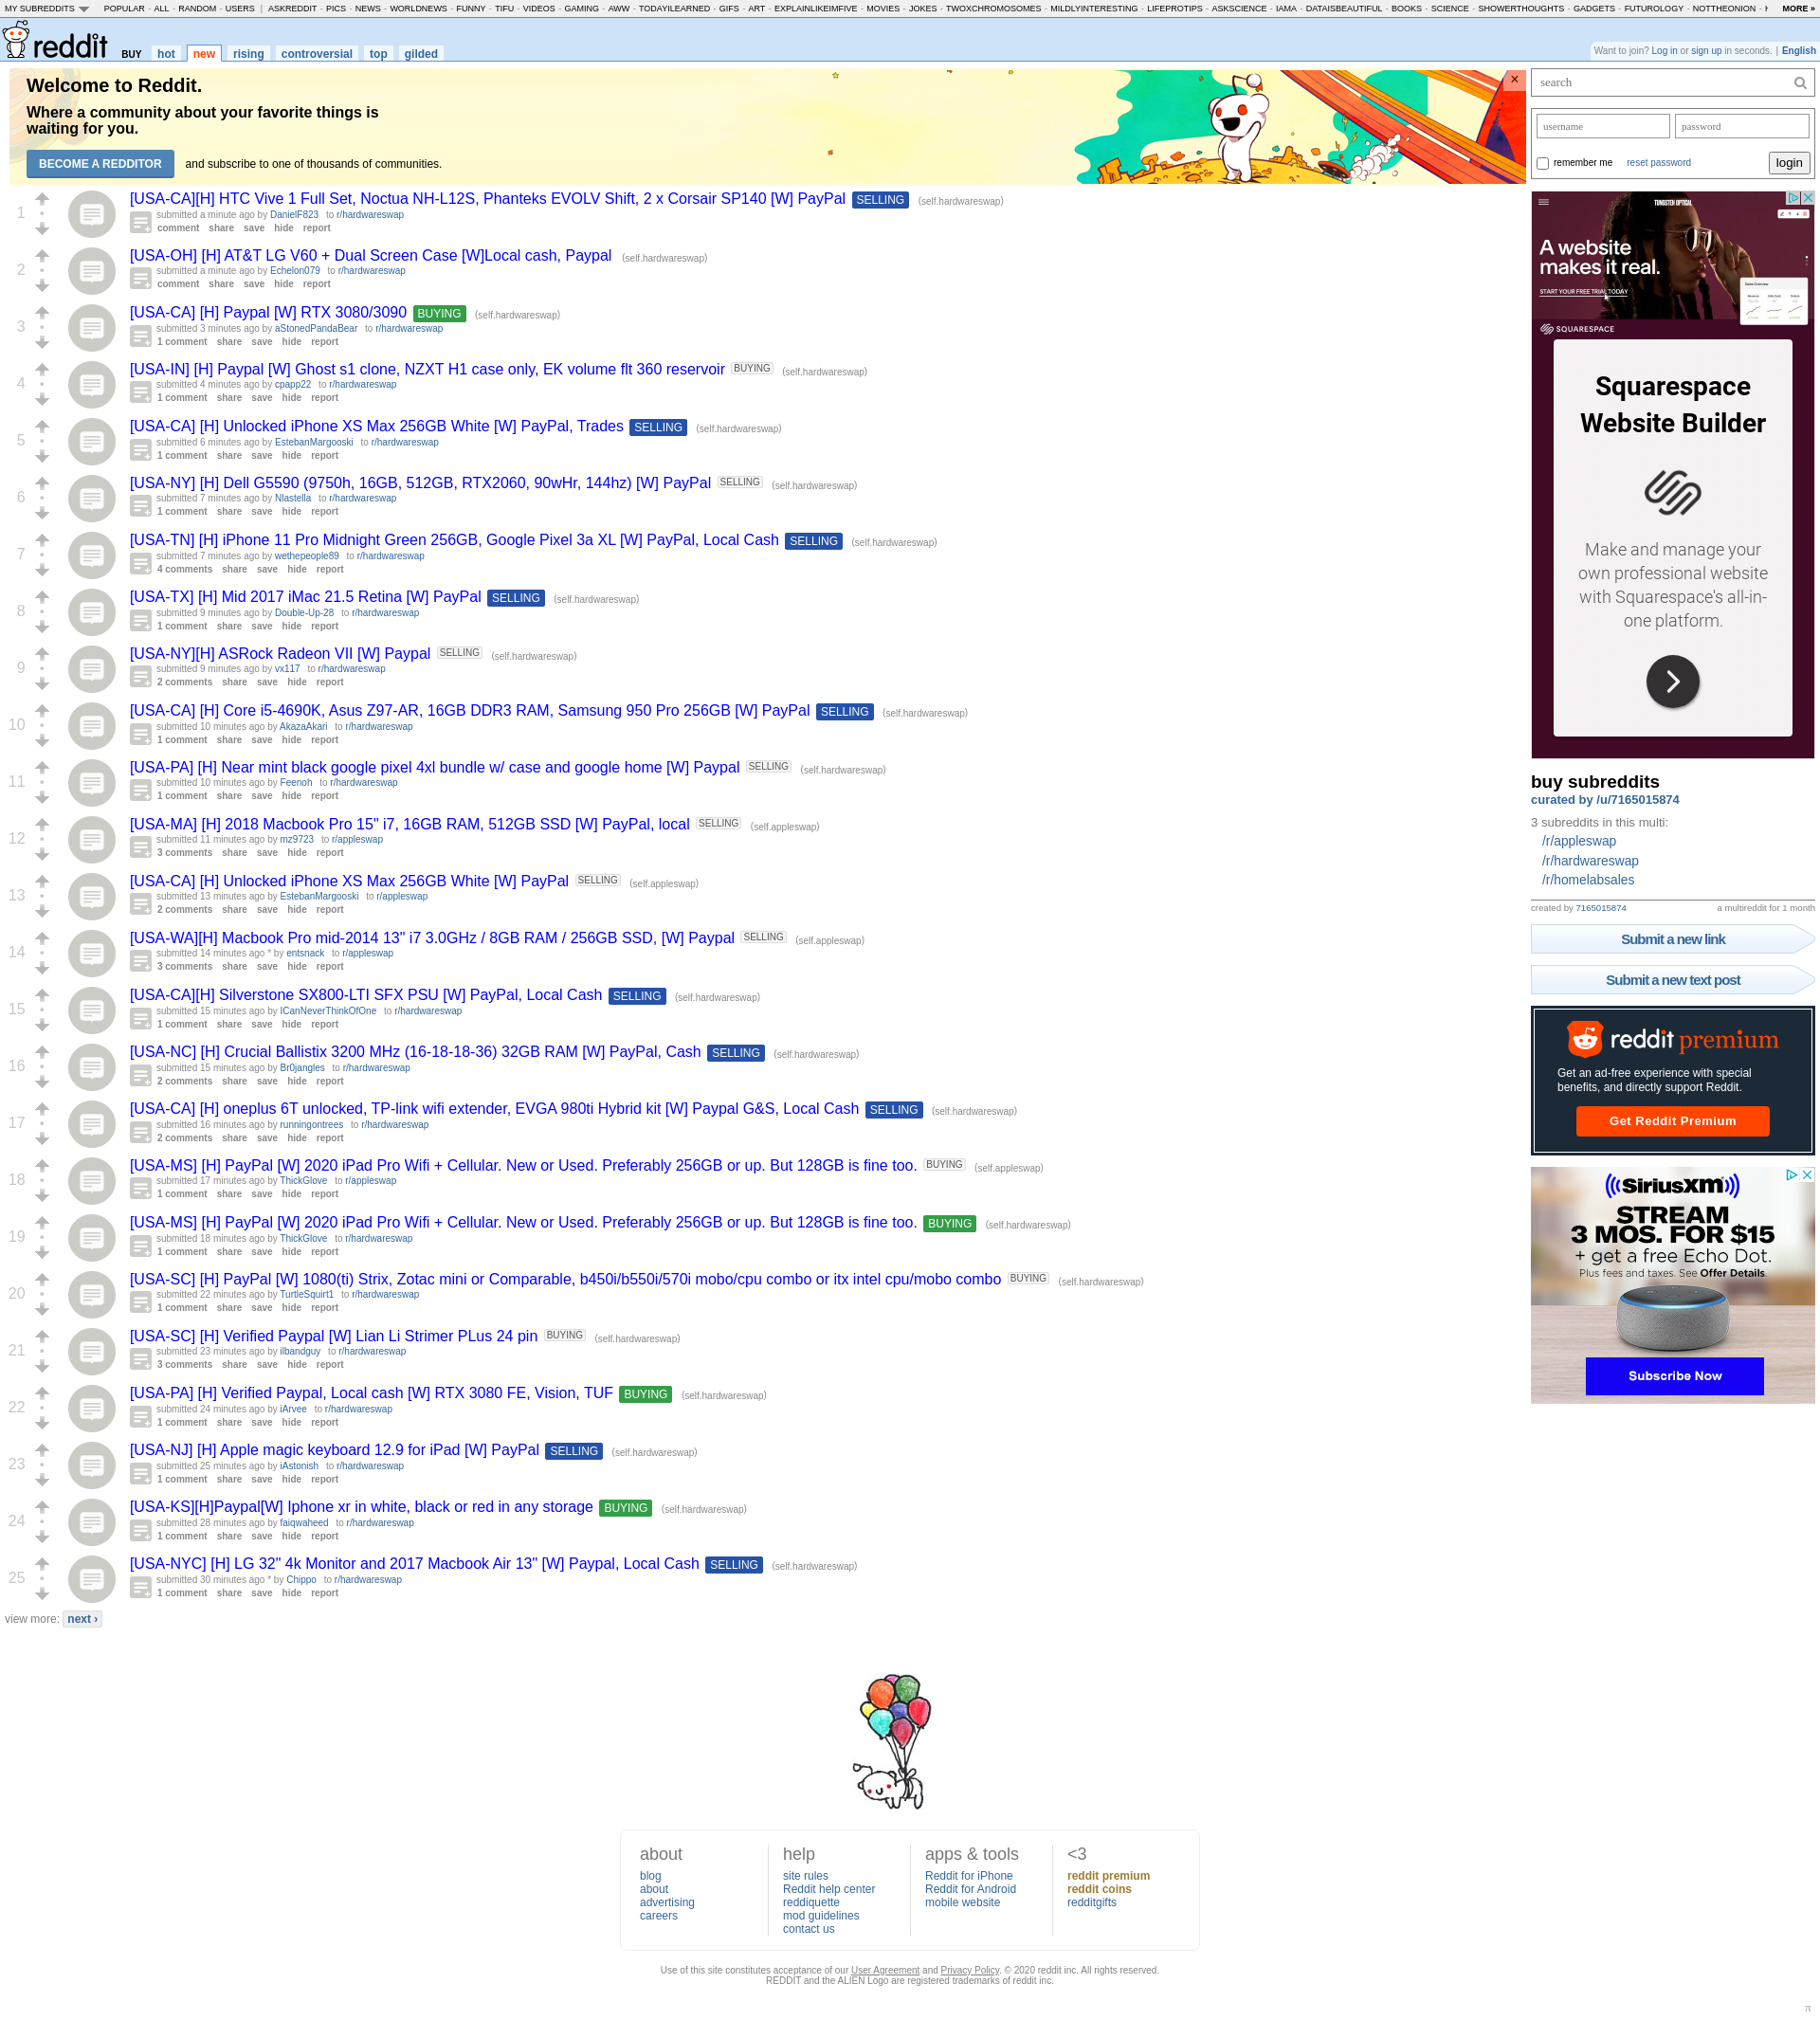 MY SUBREDDITS POPULAR - ALL - RANDOM - USERS | ASKREDDIT - PICS - NEWS - WORLDNEWS - FUNNY - TIFU - VIDEOS - GAMING - AWW - TODAYILEARNED - GIFS - ART - EXPLAINLIKEIMFIVE - MOVIES - JOKES - TWOXCHROMOSOMES - MILDLYINTERESTING - LIFEPROTIPS - ASKSCIENCE - IAMA - DATAISBEAUTIFUL - BOOKS - SCIENCE - SHOWERTHOUGHTS - GADGETS - FUTUROLOGY - NOTTHEONION - MORE »
reddit BUY hot new rising controversial top gilded
Want to join? Log in or sign up in seconds. | English
Welcome to Reddit.
Where a community about your favorite things is
waiting for you.
BECOME A REDDITOR and subscribe to one of thousands of communities.
1
[USA-CA][H] HTC Vive 1 Full Set, Noctua NH-L12S, Phanteks EVOLV Shift, 2 x Corsair SP140 [W] PayPal SELLING (self.hardwareswap)
submitted a minute ago by DanielF823 to r/hardwareswap
comment share save hide report
2
[USA-OH] [H] AT&T LG V60 + Dual Screen Case [W]Local cash, Paypal (self.hardwareswap)
submitted a minute ago by Echelon079 to r/hardwareswap
comment share save hide report
3
[USA-CA] [H] Paypal [W] RTX 3080/3090 BUYING (self.hardwareswap)
submitted 3 minutes ago by aStonedPandaBear to r/hardwareswap
1 comment share save hide report
4
[USA-IN] [H] Paypal [W] Ghost s1 clone, NZXT H1 case only, EK volume flt 360 reservoir BUYING (self.hardwareswap)
submitted 4 minutes ago by cpapp22 to r/hardwareswap
1 comment share save hide report
5
[USA-CA] [H] Unlocked iPhone XS Max 256GB White [W] PayPal, Trades SELLING (self.hardwareswap)
submitted 6 minutes ago by EstebanMargooski to r/hardwareswap
1 comment share save hide report
6
[USA-NY] [H] Dell G5590 (9750h, 16GB, 512GB, RTX2060, 90wHr, 144hz) [W] PayPal SELLING (self.hardwareswap)
submitted 7 minutes ago by Nlastella to r/hardwareswap
1 comment share save hide report
7
[USA-TN] [H] iPhone 11 Pro Midnight Green 256GB, Google Pixel 3a XL [W] PayPal, Local Cash SELLING (self.hardwareswap)
submitted 7 minutes ago by wethepeople89 to r/hardwareswap
4 comments share save hide report
8
[USA-TX] [H] Mid 2017 iMac 21.5 Retina [W] PayPal SELLING (self.hardwareswap)
submitted 9 minutes ago by Double-Up-28 to r/hardwareswap
1 comment share save hide report
9
[USA-NY][H] ASRock Radeon VII [W] Paypal SELLING (self.hardwareswap)
submitted 9 minutes ago by vx117 to r/hardwareswap
2 comments share save hide report
10
[USA-CA] [H] Core i5-4690K, Asus Z97-AR, 16GB DDR3 RAM, Samsung 950 Pro 256GB [W] PayPal SELLING (self.hardwareswap)
submitted 10 minutes ago by AkazaAkari to r/hardwareswap
1 comment share save hide report
11
[USA-PA] [H] Near mint black google pixel 4xl bundle w/ case and google home [W] Paypal SELLING (self.hardwareswap)
submitted 10 minutes ago by Feenoh to r/hardwareswap
1 comment share save hide report
12
[USA-MA] [H] 2018 Macbook Pro 15" i7, 16GB RAM, 512GB SSD [W] PayPal, local SELLING (self.appleswap)
submitted 11 minutes ago by mz9723 to r/appleswap
3 comments share save hide report
13
[USA-CA] [H] Unlocked iPhone XS Max 256GB White [W] PayPal SELLING (self.appleswap)
submitted 13 minutes ago by EstebanMargooski to r/appleswap
2 comments share save hide report
14
[USA-WA][H] Macbook Pro mid-2014 13" i7 3.0GHz / 8GB RAM / 256GB SSD, [W] Paypal SELLING (self.appleswap)
submitted 14 minutes ago * by entsnack to r/appleswap
3 comments share save hide report
15
[USA-CA][H] Silverstone SX800-LTI SFX PSU [W] PayPal, Local Cash SELLING (self.hardwareswap)
submitted 15 minutes ago by ICanNeverThinkOfOne to r/hardwareswap
1 comment share save hide report
16
[USA-NC] [H] Crucial Ballistix 3200 MHz (16-18-18-36) 32GB RAM [W] PayPal, Cash SELLING (self.hardwareswap)
submitted 15 minutes ago by Br0jangles to r/hardwareswap
2 comments share save hide report
17
[USA-CA] [H] oneplus 6T unlocked, TP-link wifi extender, EVGA 980ti Hybrid kit [W] Paypal G&S, Local Cash SELLING (self.hardwareswap)
submitted 16 minutes ago by runningontrees to r/hardwareswap
2 comments share save hide report
18
[USA-MS] [H] PayPal [W] 2020 iPad Pro Wifi + Cellular. New or Used. Preferably 256GB or up. But 128GB is fine too. BUYING (self.appleswap)
submitted 17 minutes ago by ThickGlove to r/appleswap
1 comment share save hide report
19
[USA-MS] [H] PayPal [W] 2020 iPad Pro Wifi + Cellular. New or Used. Preferably 256GB or up. But 128GB is fine too. BUYING (self.hardwareswap)
submitted 18 minutes ago by ThickGlove to r/hardwareswap
1 comment share save hide report
20
[USA-SC] [H] PayPal [W] 1080(ti) Strix, Zotac mini or Comparable, b450i/b550i/570i mobo/cpu combo or itx intel cpu/mobo combo BUYING (self.hardwareswap)
submitted 22 minutes ago by TurtleSquirt1 to r/hardwareswap
1 comment share save hide report
21
[USA-SC] [H] Verified Paypal [W] Lian Li Strimer PLus 24 pin BUYING (self.hardwareswap)
submitted 23 minutes ago by ilbandguy to r/hardwareswap
3 comments share save hide report
22
[USA-PA] [H] Verified Paypal, Local cash [W] RTX 3080 FE, Vision, TUF BUYING (self.hardwareswap)
submitted 24 minutes ago by iArvee to r/hardwareswap
1 comment share save hide report
23
[USA-NJ] [H] Apple magic keyboard 12.9 for iPad [W] PayPal SELLING (self.hardwareswap)
submitted 25 minutes ago by iAstonish to r/hardwareswap
1 comment share save hide report
24
[USA-KS][H]Paypal[W] Iphone xr in white, black or red in any storage BUYING (self.hardwareswap)
submitted 28 minutes ago by faiqwaheed to r/hardwareswap
1 comment share save hide report
25
[USA-NYC] [H] LG 32" 4k Monitor and 2017 Macbook Air 13" [W] Paypal, Local Cash SELLING (self.hardwareswap)
submitted 30 minutes ago * by Chippo to r/hardwareswap
1 comment share save hide report
view more: next ›
search
username password
remember me reset password login
TUNGSTEN OPTICAL
A website
makes it real.
START YOUR FREE TRIAL TODAY
SQUARESPACE
Squarespace
Website Builder
Make and manage your
own professional website
with Squarespace's all-in-
one platform.
buy subreddits
curated by /u/7165015874
3 subreddits in this multi:
/r/appleswap
/r/hardwareswap
/r/homelabsales
created by 7165015874 a multireddit for 1 month
Submit a new link
Submit a new text post
reddit premium
Get an ad-free experience with special
benefits, and directly support Reddit.
Get Reddit Premium
SiriusXM
STREAM
3 MOS. FOR $15
+ get a free Echo Dot.
Plus fees and taxes. See Offer Details.
Subscribe Now
about
blog
about
advertising
careers
help
site rules
Reddit help center
reddiquette
mod guidelines
contact us
apps & tools
Reddit for iPhone
Reddit for Android
mobile website
<3
reddit premium
reddit coins
redditgifts
Use of this site constitutes acceptance of our User Agreement and Privacy Policy. © 2020 reddit inc. All rights reserved.
REDDIT and the ALIEN Logo are registered trademarks of reddit inc.
π